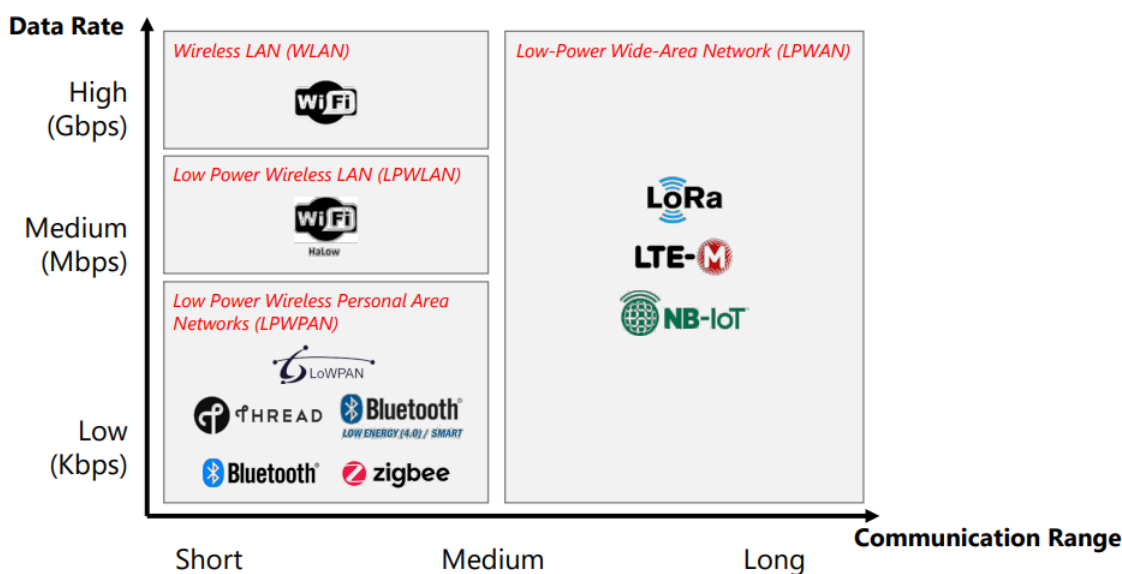 Data Rate
High
(Gbps)
Medium
(Mbps)
Low
(Kbps)
Wireless LAN (WLAN)
WiFi
Low Power Wireless LAN (LPWLAN)
WiFi
HaLow
Low Power Wireless Personal Area
Networks (LPWPAN)
6LoWPAN
THREAD
Bluetooth®
LOW ENERGY (4.0) / SMART
Bluetooth®
zigbee
Low-Power Wide-Area Network (LPWAN)
LoRa
LTE-M
NB-IoT
Communication Range
Short
Medium
Long